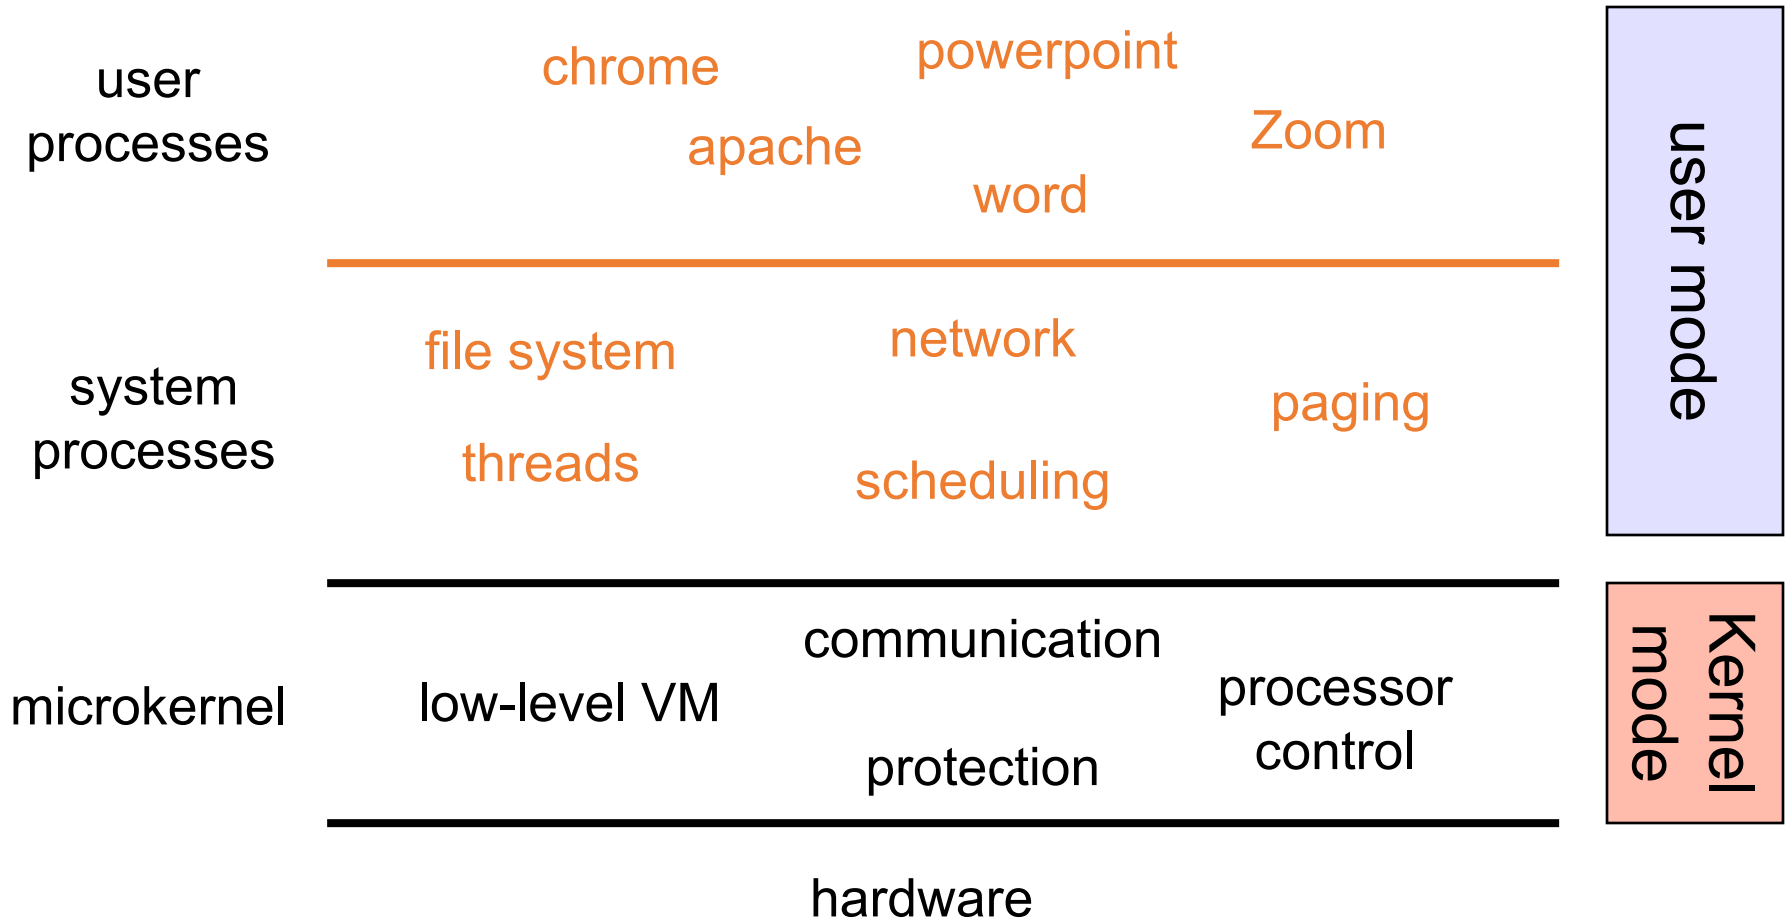 user
processes
chrome
powerpoint
apache
Zoom
word
user mode
system
processes
file system
network
paging
threads
scheduling
microkernel
communication
low-level VM
processor
control
protection
Kernel
mode
hardware